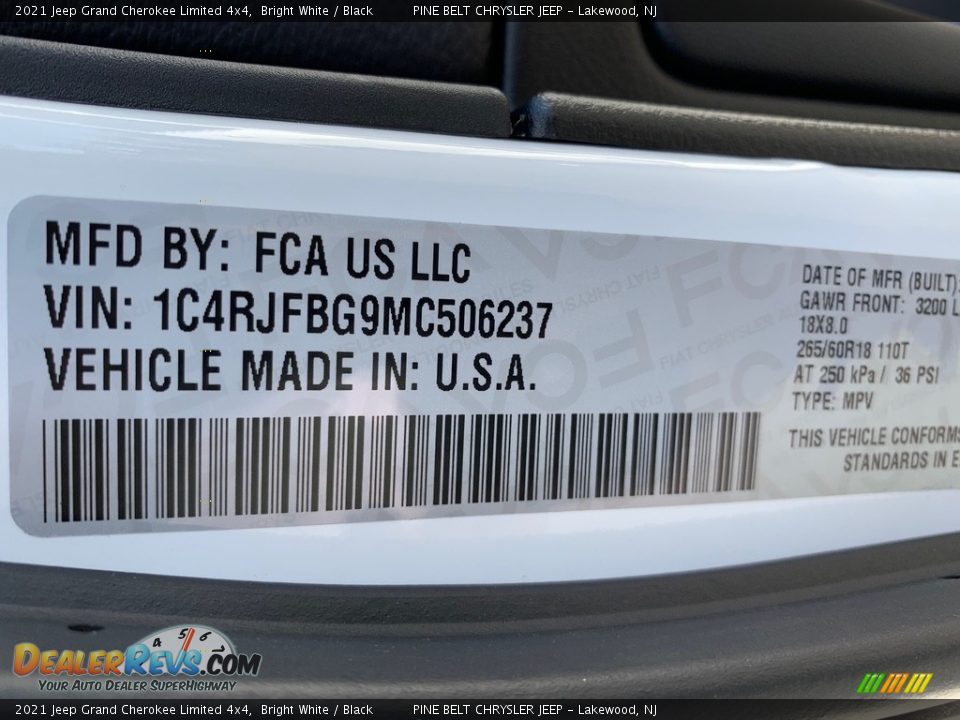 2021 Jeep Grand Cherokee Limited 4x4, Bright White / Black PINE BELT CHRYSLER JEEP - Lakewood, NJ
MFD BY: FCA US LLC
VIN: 1C4RJFBG9MC506237
VEHICLE MADE IN: U.S.A.
DATE OF MFR (BUILT):
GAWR FRONT: 3200 L
18X8.0
265/60R18 110T
AT 250 kPa / 36 PSI
TYPE: MPV
THIS VEHICLE CONFORMS
STANDARDS IN E
4 5 6
DEALERREVS.COM
YOUR AUTO DEALER SUPERHIGHWAY
2021 Jeep Grand Cherokee Limited 4x4, Bright White / Black PINE BELT CHRYSLER JEEP - Lakewood, NJ